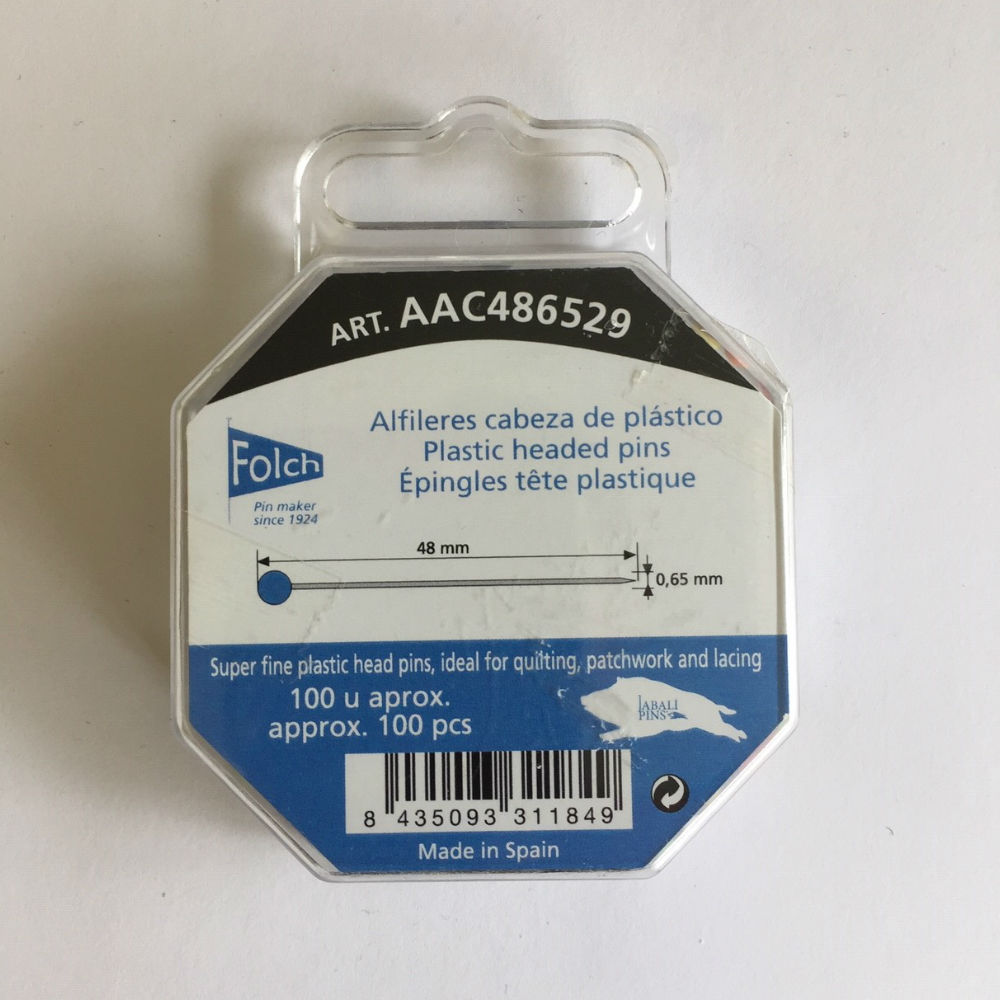 ART. AAC486529
Alfileres cabeza de plástico
Plastic headed pins
Épingles tête plastique
Folch
Pin maker
since 1924
48 mm
0,65 mm
Super fine plastic head pins, ideal for quilting, patchwork and lacing
100 u aprox.
approx. 100 pcs
JABALI
PINS
8 435093 311849
Made in Spain